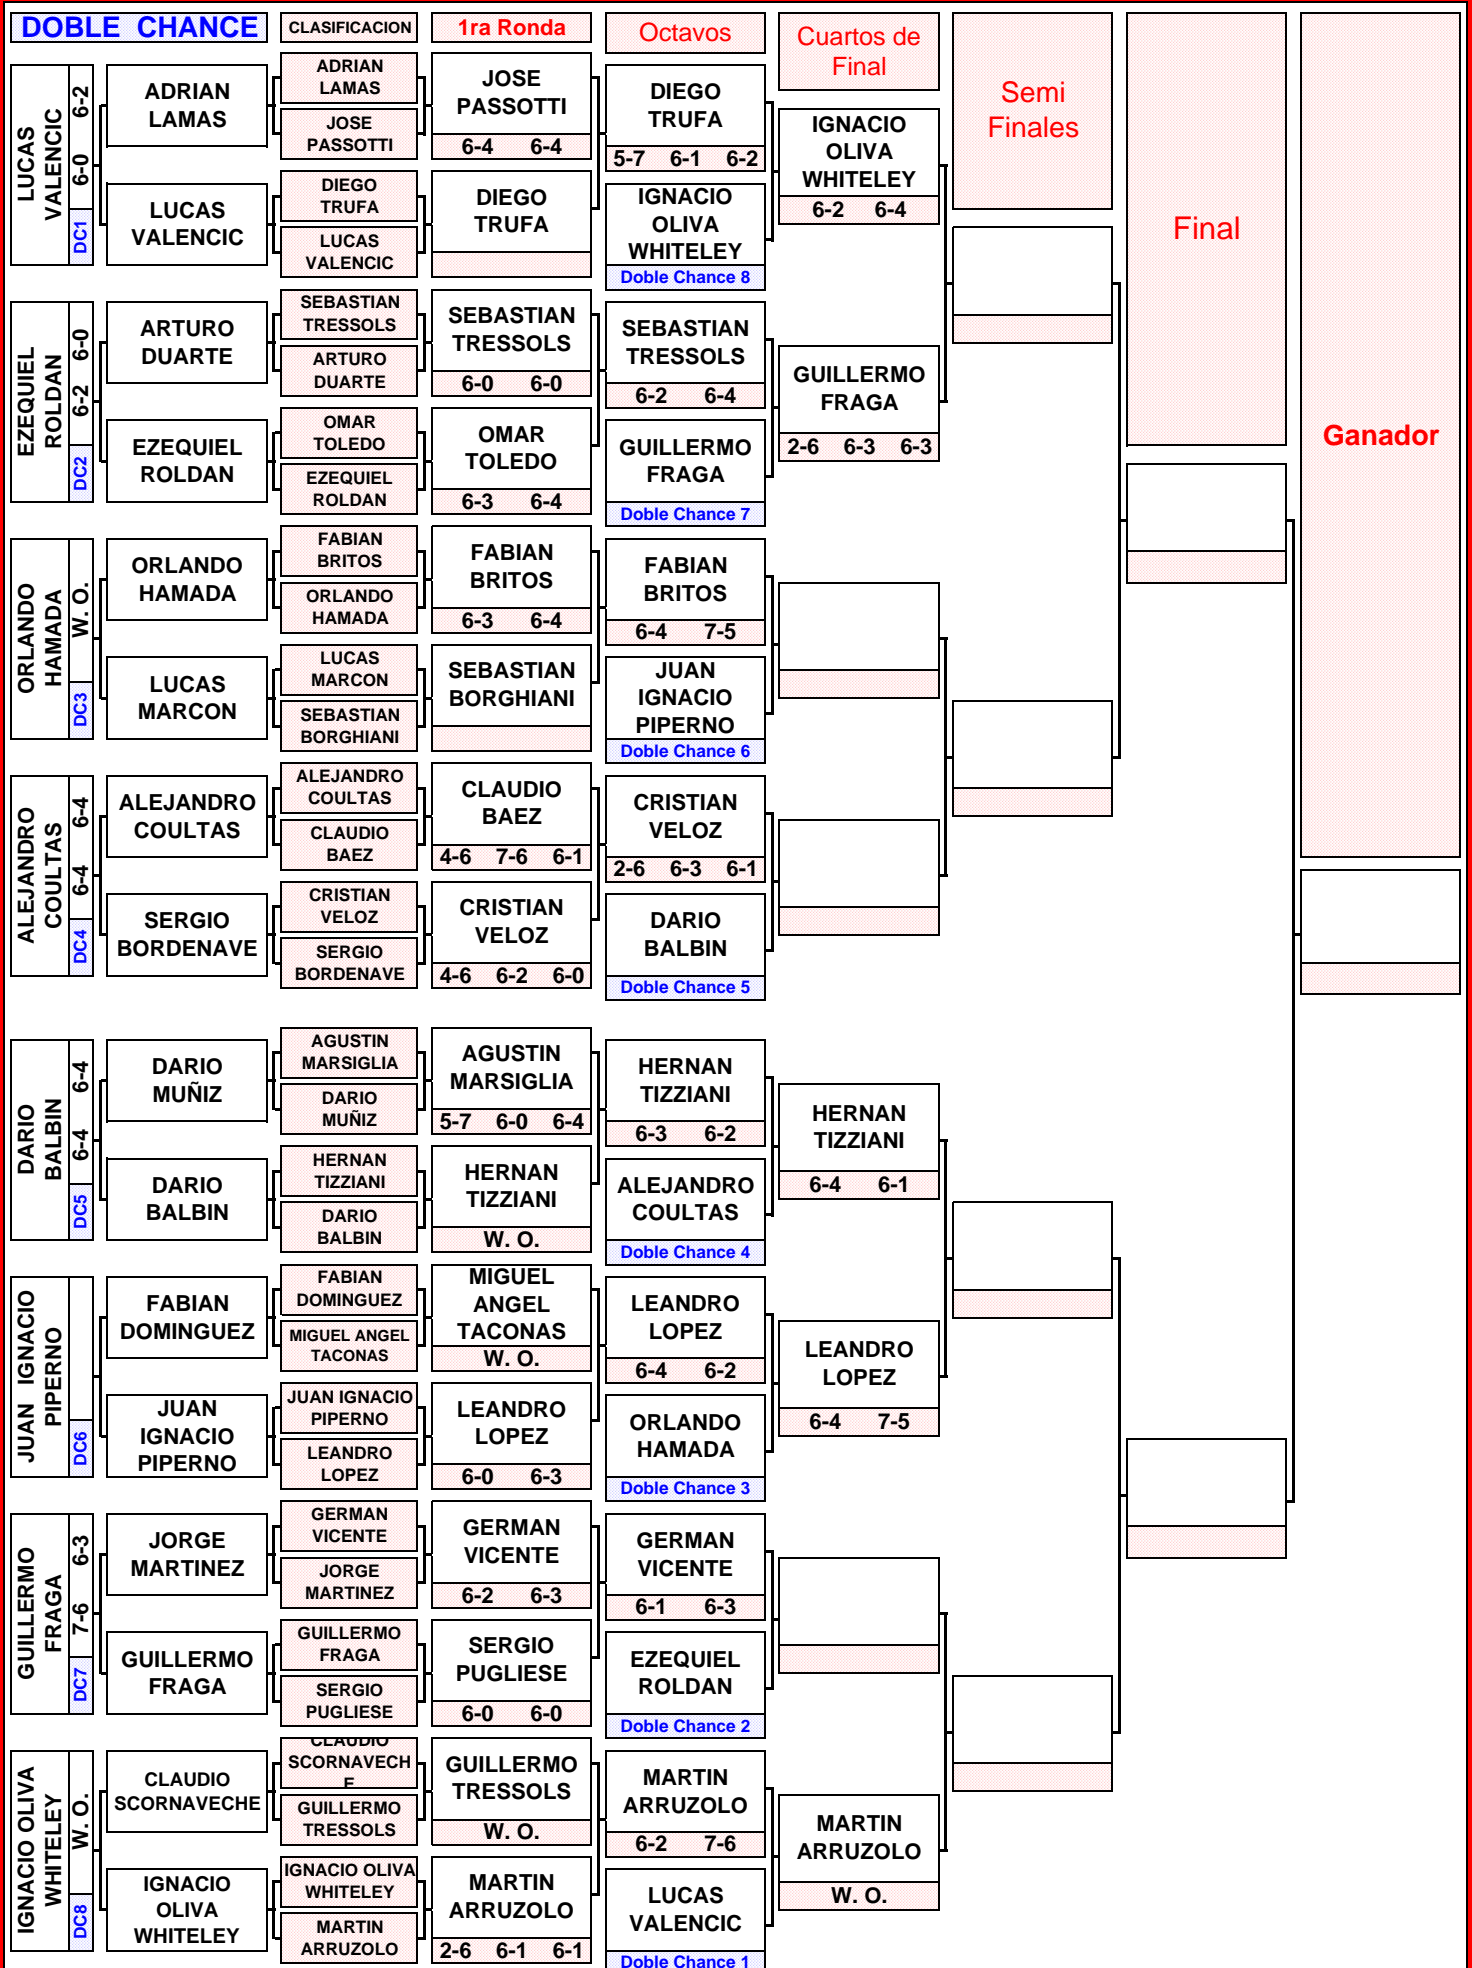 DOBLE CHANCE
CLASIFICACION
1ra Ronda
Octavos
Cuartos de
Final
Semi
Finales
Final
Ganador
LUCAS
VALENCIC
6-0 6-2
DC1
ADRIAN
LAMAS
LUCAS
VALENCIC
ADRIAN
LAMAS
JOSE
PASSOTTI
DIEGO
TRUFA
LUCAS
VALENCIC
JOSE
PASSOTTI
6-4 6-4
DIEGO
TRUFA
DIEGO
TRUFA
5-7 6-1 6-2
IGNACIO
OLIVA
WHITELEY
Doble Chance 8
IGNACIO
OLIVA
WHITELEY
6-2 6-4
EZEQUIEL
ROLDAN
6-2 6-0
DC2
ARTURO
DUARTE
EZEQUIEL
ROLDAN
SEBASTIAN
TRESSOLS
ARTURO
DUARTE
OMAR
TOLEDO
EZEQUIEL
ROLDAN
SEBASTIAN
TRESSOLS
6-0 6-0
OMAR
TOLEDO
6-3 6-4
SEBASTIAN
TRESSOLS
6-2 6-4
GUILLERMO
FRAGA
Doble Chance 7
GUILLERMO
FRAGA
2-6 6-3 6-3
ORLANDO
HAMADA
W. O.
DC3
ORLANDO
HAMADA
LUCAS
MARCON
FABIAN
BRITOS
ORLANDO
HAMADA
LUCAS
MARCON
SEBASTIAN
BORGHIANI
FABIAN
BRITOS
6-3 6-4
SEBASTIAN
BORGHIANI
FABIAN
BRITOS
6-4 7-5
JUAN
IGNACIO
PIPERNO
Doble Chance 6
ALEJANDRO
COULTAS
6-4 6-4
DC4
ALEJANDRO
COULTAS
SERGIO
BORDENAVE
ALEJANDRO
COULTAS
CLAUDIO
BAEZ
CRISTIAN
VELOZ
SERGIO
BORDENAVE
CLAUDIO
BAEZ
4-6 7-6 6-1
CRISTIAN
VELOZ
4-6 6-2 6-0
CRISTIAN
VELOZ
2-6 6-3 6-1
DARIO
BALBIN
Doble Chance 5
DARIO
BALBIN
6-4 6-4
DC5
DARIO
MUÑIZ
DARIO
BALBIN
AGUSTIN
MARSIGLIA
DARIO
MUÑIZ
HERNAN
TIZZIANI
DARIO
BALBIN
AGUSTIN
MARSIGLIA
5-7 6-0 6-4
HERNAN
TIZZIANI
W. O.
HERNAN
TIZZIANI
6-3 6-2
ALEJANDRO
COULTAS
Doble Chance 4
HERNAN
TIZZIANI
6-4 6-1
JUAN IGNACIO
PIPERNO
DC6
FABIAN
DOMINGUEZ
JUAN
IGNACIO
PIPERNO
FABIAN
DOMINGUEZ
MIGUEL ANGEL
TACONAS
JUAN IGNACIO
PIPERNO
LEANDRO
LOPEZ
MIGUEL
ANGEL
TACONAS
W. O.
LEANDRO
LOPEZ
6-0 6-3
LEANDRO
LOPEZ
6-4 6-2
ORLANDO
HAMADA
Doble Chance 3
LEANDRO
LOPEZ
6-4 7-5
GUILLERMO
FRAGA
7-6 6-3
DC7
JORGE
MARTINEZ
GUILLERMO
FRAGA
GERMAN
VICENTE
JORGE
MARTINEZ
GUILLERMO
FRAGA
SERGIO
PUGLIESE
GERMAN
VICENTE
6-2 6-3
SERGIO
PUGLIESE
6-0 6-0
GERMAN
VICENTE
6-1 6-3
EZEQUIEL
ROLDAN
Doble Chance 2
IGNACIO OLIVA
WHITELEY
W. O.
DC8
CLAUDIO
SCORNAVECHE
IGNACIO
OLIVA
WHITELEY
CLAUDIO
SCORNAVECH
E
GUILLERMO
TRESSOLS
IGNACIO OLIVA
WHITELEY
MARTIN
ARRUZOLO
GUILLERMO
TRESSOLS
W. O.
MARTIN
ARRUZOLO
2-6 6-1 6-1
MARTIN
ARRUZOLO
6-2 7-6
LUCAS
VALENCIC
Doble Chance 1
MARTIN
ARRUZOLO
W. O.